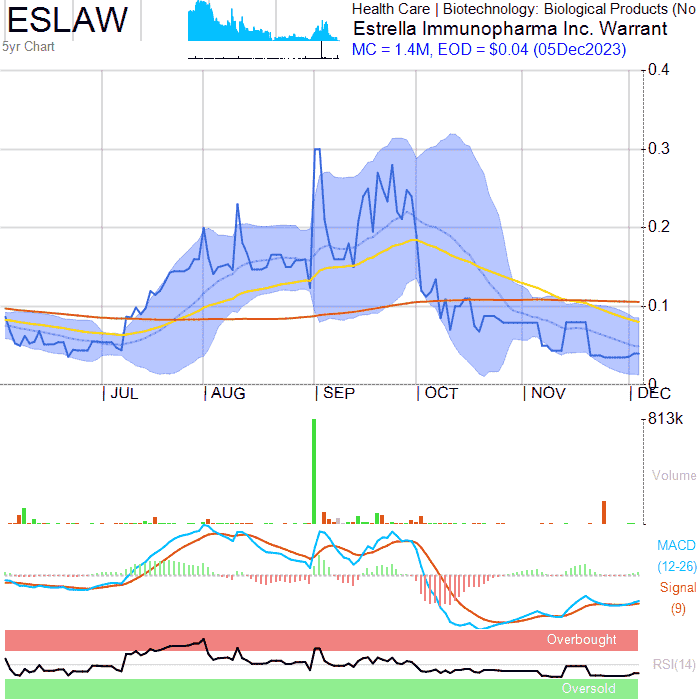 ESLAW
5yr Chart
Health Care | Biotechnology: Biological Products (No
Estrella Immunopharma Inc. Warrant
MC = 1.4M, EOD = $0.04 (05Dec2023)
0.4
0.3
0.2
0.1
0
JUL AUG SEP OCT NOV DEC
813k
Volume
MACD
(12-26)
Signal
(9)
Overbought
RSI(14)
Oversold